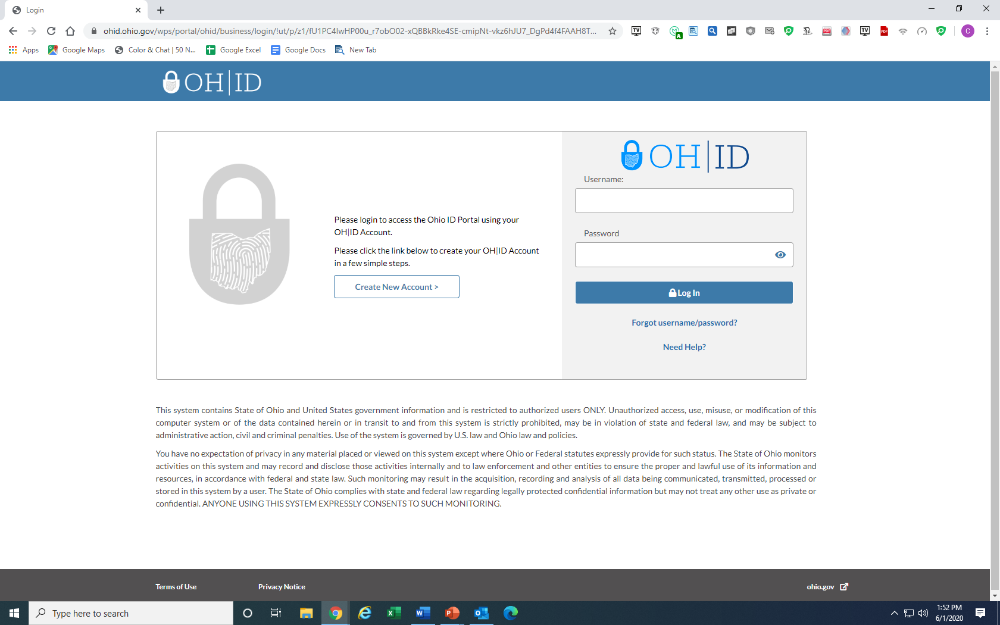 Login
ohid.ohio.gov/wps/portal/ohid/business/login/!ut/p/z1/fU1PC4IwHP00u_r7obO02-xQBBkRke4SE-cmipNt-vkz6hJU7_DgPd4f4FAAH8T...
Apps
Google Maps
Color & Chat | 50 N...
Google Excel
Google Docs
New Tab
OH|ID
OH|ID
Username:
Please login to access the Ohio ID Portal using your
OH|ID Account.
Please click the link below to create your OH|ID Account
in a few simple steps.
Create New Account >
Password
Log In
Forgot username/password?
Need Help?
This system contains State of Ohio and United States government information and is restricted to authorized users ONLY. Unauthorized access, use, misuse, or modification of this
computer system or of the data contained herein or in transit to and from this system is strictly prohibited, may be in violation of state and federal law, and may be subject to
administrative action, civil and criminal penalties. Use of the system is governed by U.S. law and Ohio law and policies.
You have no expectation of privacy in any material placed or viewed on this system except where Ohio or Federal statutes expressly provide for such status. The State of Ohio monitors
activities on this system and may record and disclose those activities internally and to law enforcement and other entities to ensure the proper and lawful use of its information and
resources, in accordance with federal and state law. Such monitoring may result in the acquisition, recording and analysis of all data being communicated, transmitted, processed or
stored in this system by a user. The State of Ohio complies with state and federal law regarding legally protected confidential information but may not treat any other use as private or
confidential. ANYONE USING THIS SYSTEM EXPRESSLY CONSENTS TO SUCH MONITORING.
Terms of Use
Privacy Notice
ohio.gov
Type here to search
1:52 PM
6/1/2020